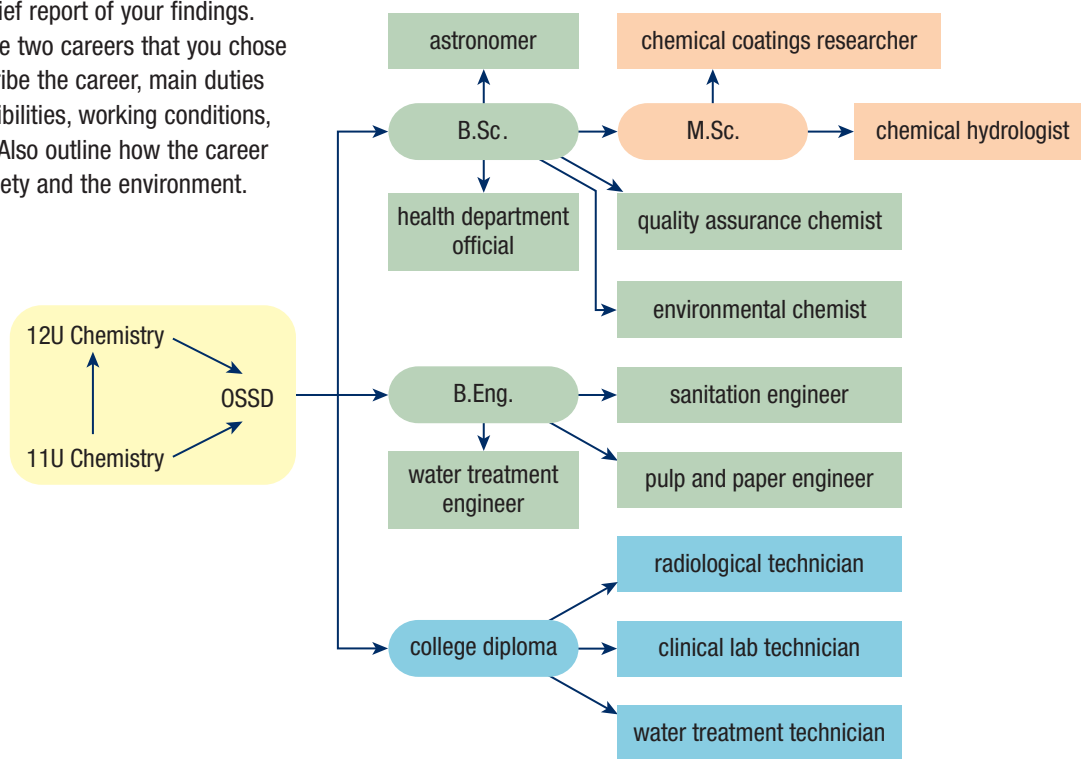 ief report of your findings.
e two careers that you chose
ribe the career, main duties
ibilities, working conditions,
Also outline how the career
ety and the environment.
12U Chemistry
OSSD
11U Chemistry
astronomer
B.Sc.
health department
official
chemical coatings researcher
M.Sc.
chemical hydrologist
quality assurance chemist
environmental chemist
B.Eng.
sanitation engineer
water treatment
engineer
pulp and paper engineer
radiological technician
college diploma
clinical lab technician
water treatment technician